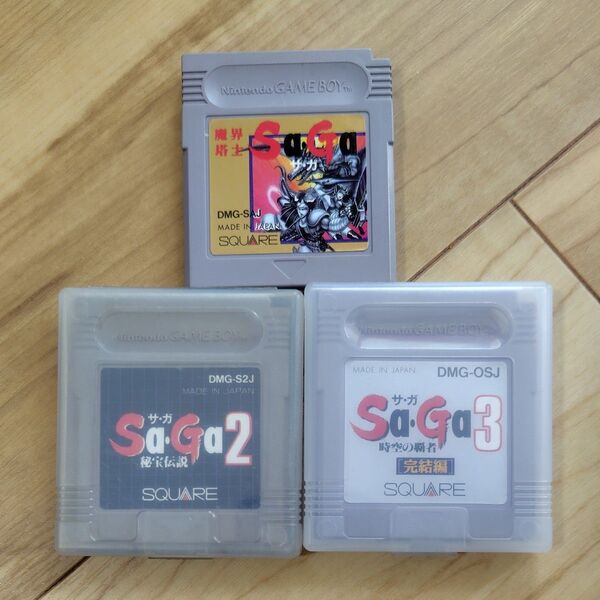 Nintendo GAME BOY™
魔界
塔士
Sa・Ga
サ・ガ
DMG-SAJ
MADE IN JAPAN
SQUARE
Nintendo GAME BOY
DMG-S2J
MADE IN JAPAN
サ・ガ
Sa・Ga2
秘宝伝説
SQUARE
Nintendo GAME BOY
MADE IN JAPAN
DMG-OSJ
サ・ガ
Sa・Ga3
時空の覇者
完結編
SQUARE